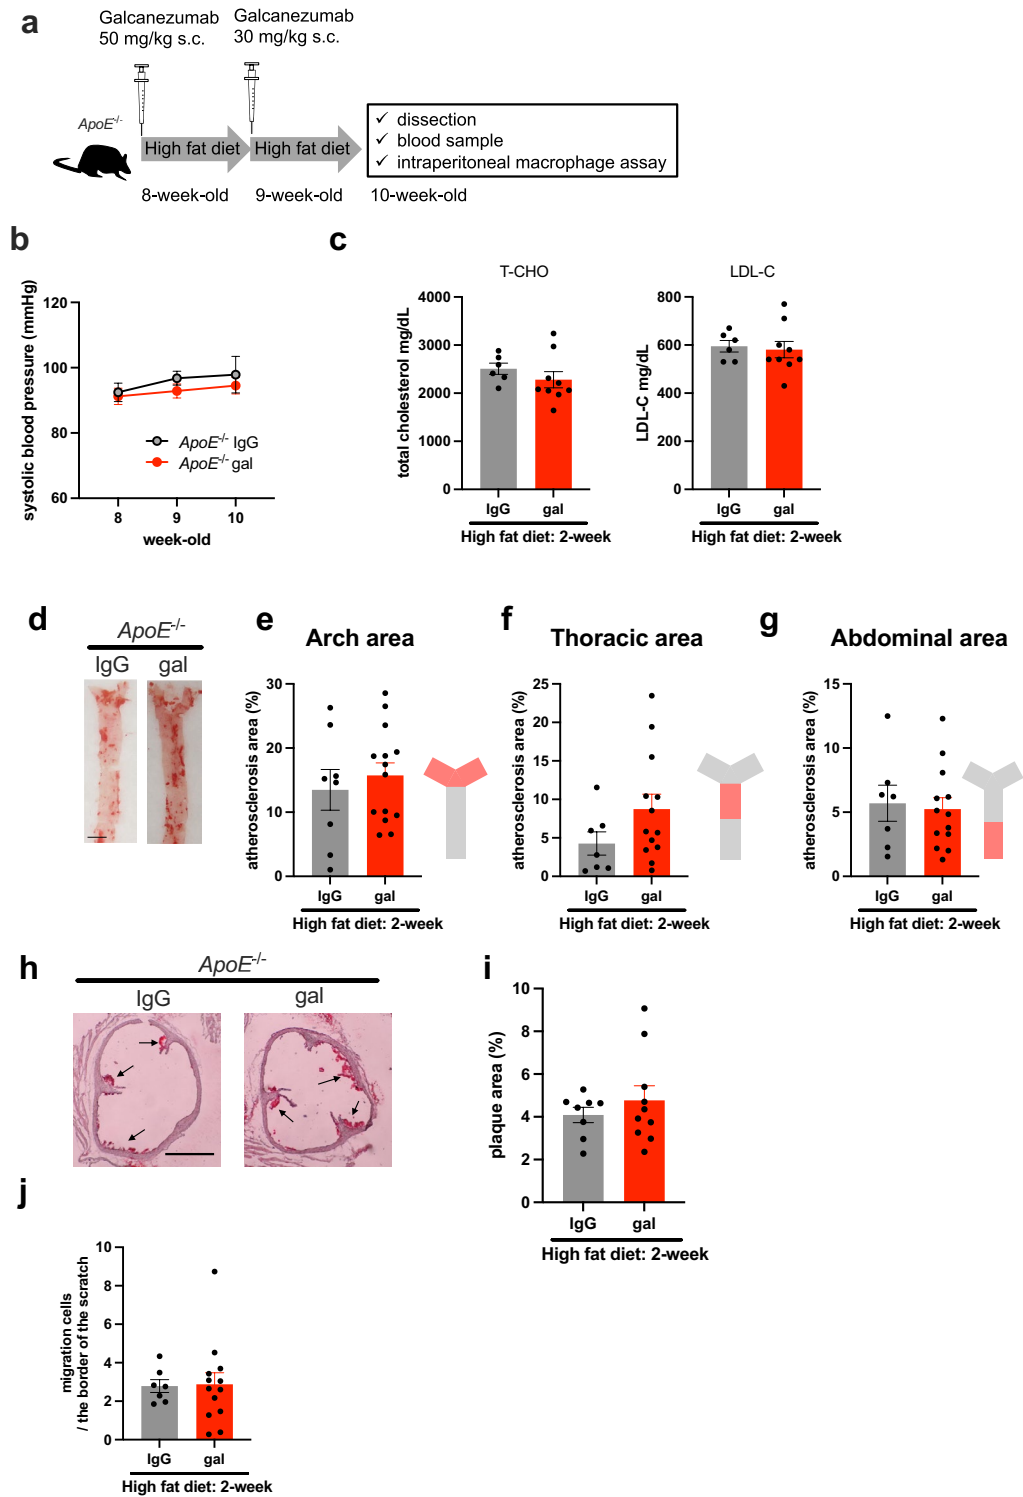 a
Galcanezumab
50 mg/kg s.c.
Galcanezumab
30 mg/kg s.c.
ApoE-/-
High fat diet
High fat diet
✓ dissection
✓ blood sample
✓ intraperitoneal macrophage assay
8-week-old
9-week-old
10-week-old
b
systolic blood pressure (mmHg)
120
100
80
60
ApoE-/- IgG
ApoE-/- gal
8
9
10
week-old
c
T-CHO
total cholesterol mg/dL
4000
3000
2000
1000
0
IgG
gal
High fat diet: 2-week
LDL-C
LDL-C mg/dL
800
600
400
200
0
IgG
gal
High fat diet: 2-week
d
ApoE-/-
IgG
gal
e
Arch area
atherosclerosis area (%)
30
20
10
0
IgG
gal
High fat diet: 2-week
f
Thoracic area
atherosclerosis area (%)
25
20
15
10
5
0
IgG
gal
High fat diet: 2-week
g
Abdominal area
atherosclerosis area (%)
15
10
5
0
IgG
gal
High fat diet: 2-week
h
ApoE-/-
IgG
gal
i
plaque area (%)
10
8
6
4
2
0
IgG
gal
High fat diet: 2-week
j
migration cells
/ the border of the scratch
10
8
6
4
2
0
IgG
gal
High fat diet: 2-week